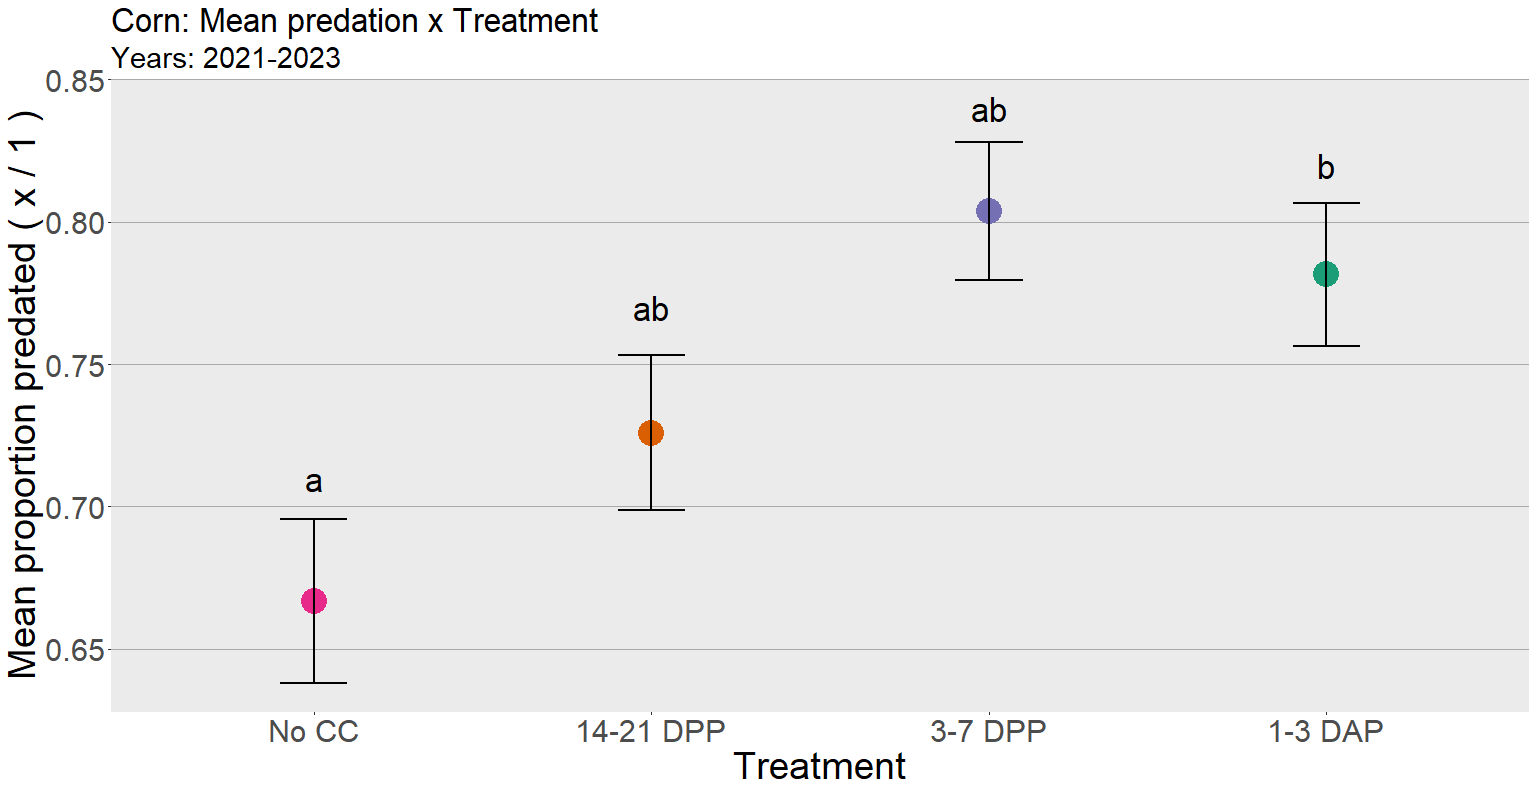 Corn: Mean predation x Treatment
Years: 2021-2023
Mean proportion predated ( x / 1 )
0.85
0.80
0.75
0.70
0.65
a
ab
ab
b
No CC
14-21 DPP
3-7 DPP
1-3 DAP
Treatment